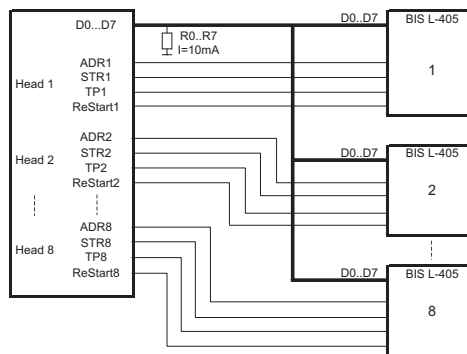 D0...D7
R0..R7
I=10mA
D0..D7
BIS L-405
1
Head 1
ADR1
STR1
TP1
ReStart1
Head 2
ADR2
STR2
TP2
ReStart2
D0..D7
BIS L-405
2
Head 8
ADR8
STR8
TP8
ReStart8
D0..D7
BIS L-405
8